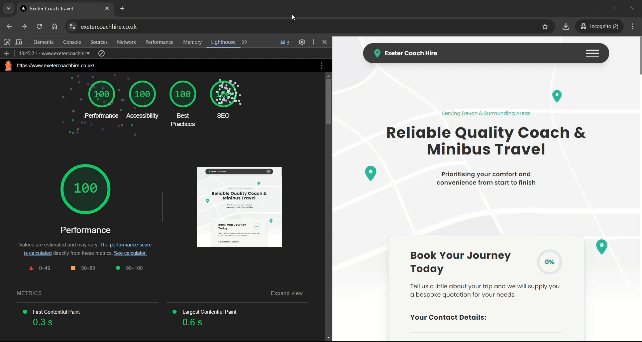 Exeter Coach Travel
exetercoachhire.co.uk
Incognito (2)
Elements Console Sources Network Performance Memory Lighthouse
https://www.exetercoachhire.co.uk/
100 100 100 100
Performance Accessibility Best Practices SEO
100
Performance
Values are estimated and may vary. The performance score
is calculated directly from these metrics. See calculator.
0–49 50–89 90–100
METRICS Expand view
First Contentful Paint Largest Contentful Paint
0.3 s 0.6 s
Exeter Coach Hire
Serving Devon & Surrounding Areas
Reliable Quality Coach &
Minibus Travel
Prioritising your comfort and
convenience from start to finish
Book Your Journey
Today
0%
Tell us a little about your trip and we will supply you
a bespoke quotation for your needs.
Your Contact Details: